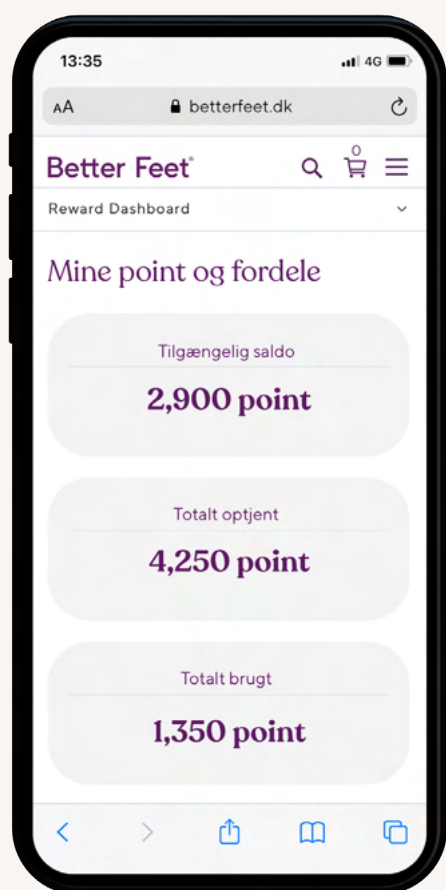 13:35
4G
AA betterfeet.dk
Better Feet®
0
Reward Dashboard
Mine point og fordele
Tilgængelig saldo
2,900 point
Totalt optjent
4,250 point
Totalt brugt
1,350 point